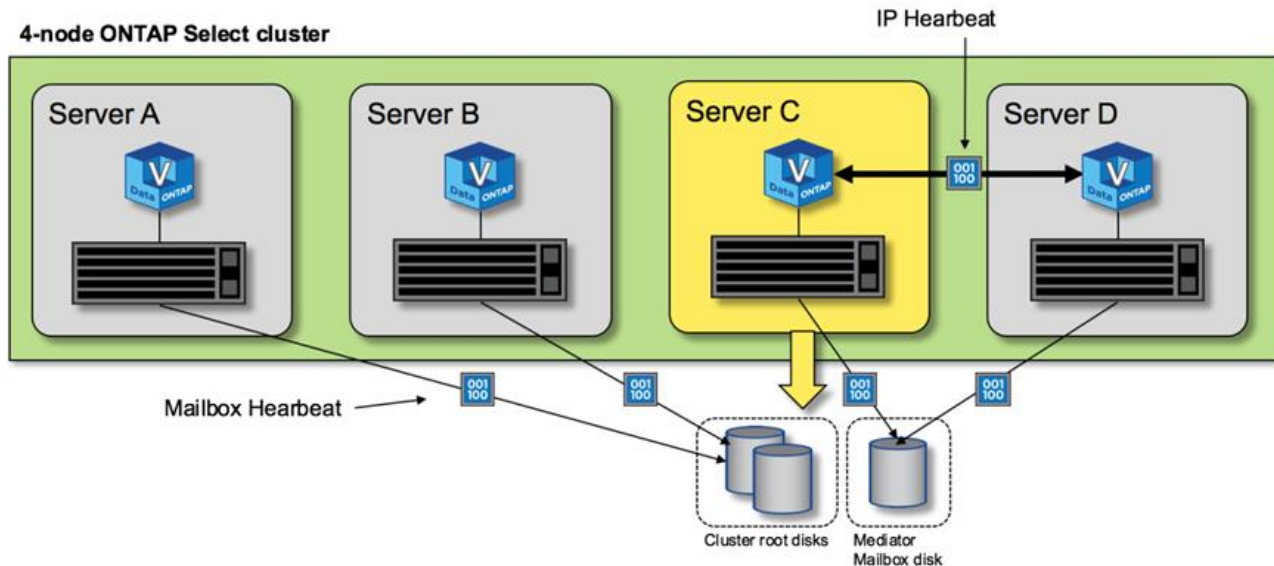 IP Hearbeat
4-node ONTAP Select cluster
Server A
Server B
Server C
Server D
V
Data ONTAP
V
Data ONTAP
V
Data ONTAP
V
Data ONTAP
001
100
Mailbox Hearbeat
001
100
001
100
001
100
001
100
Cluster root disks
Mediator
Mailbox disk